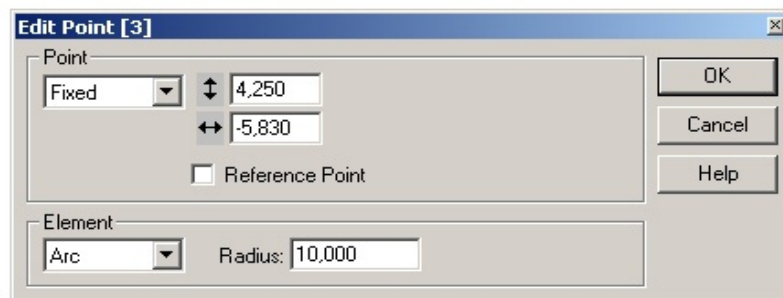 Edit Point [3]
Point
Fixed
4,250
-5,830
Reference Point
OK
Cancel
Help
Element
Arc
Radius: 10,000